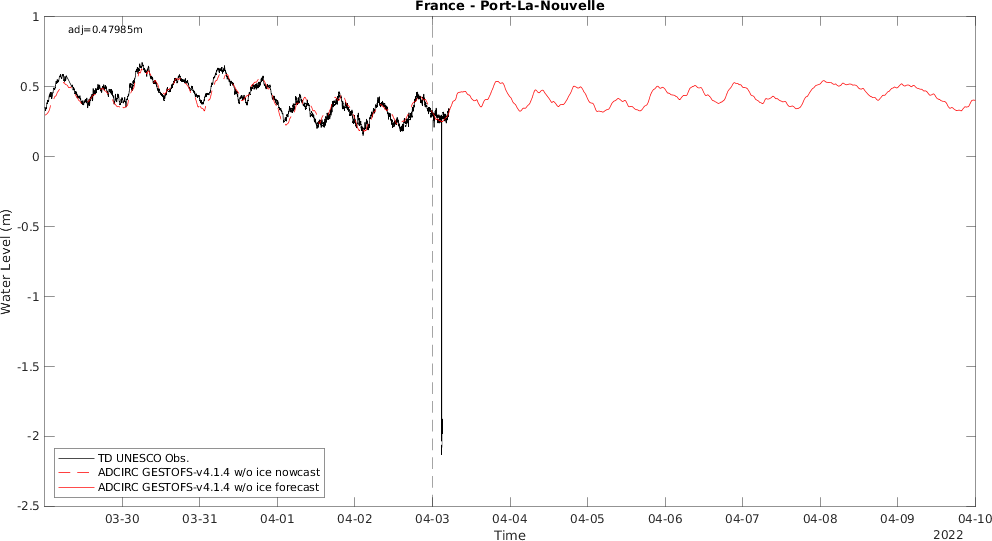 France - Port-La-Nouvelle
adj=0.47985m
1
0.5
0
-0.5
-1
-1.5
-2
-2.5
Water Level (m)
TD UNESCO Obs.
ADCIRC GESTOFS-v4.1.4 w/o ice nowcast
ADCIRC GESTOFS-v4.1.4 w/o ice forecast
03-30 03-31 04-01 04-02 04-03 04-04 04-05 04-06 04-07 04-08 04-09 04-10
Time
2022